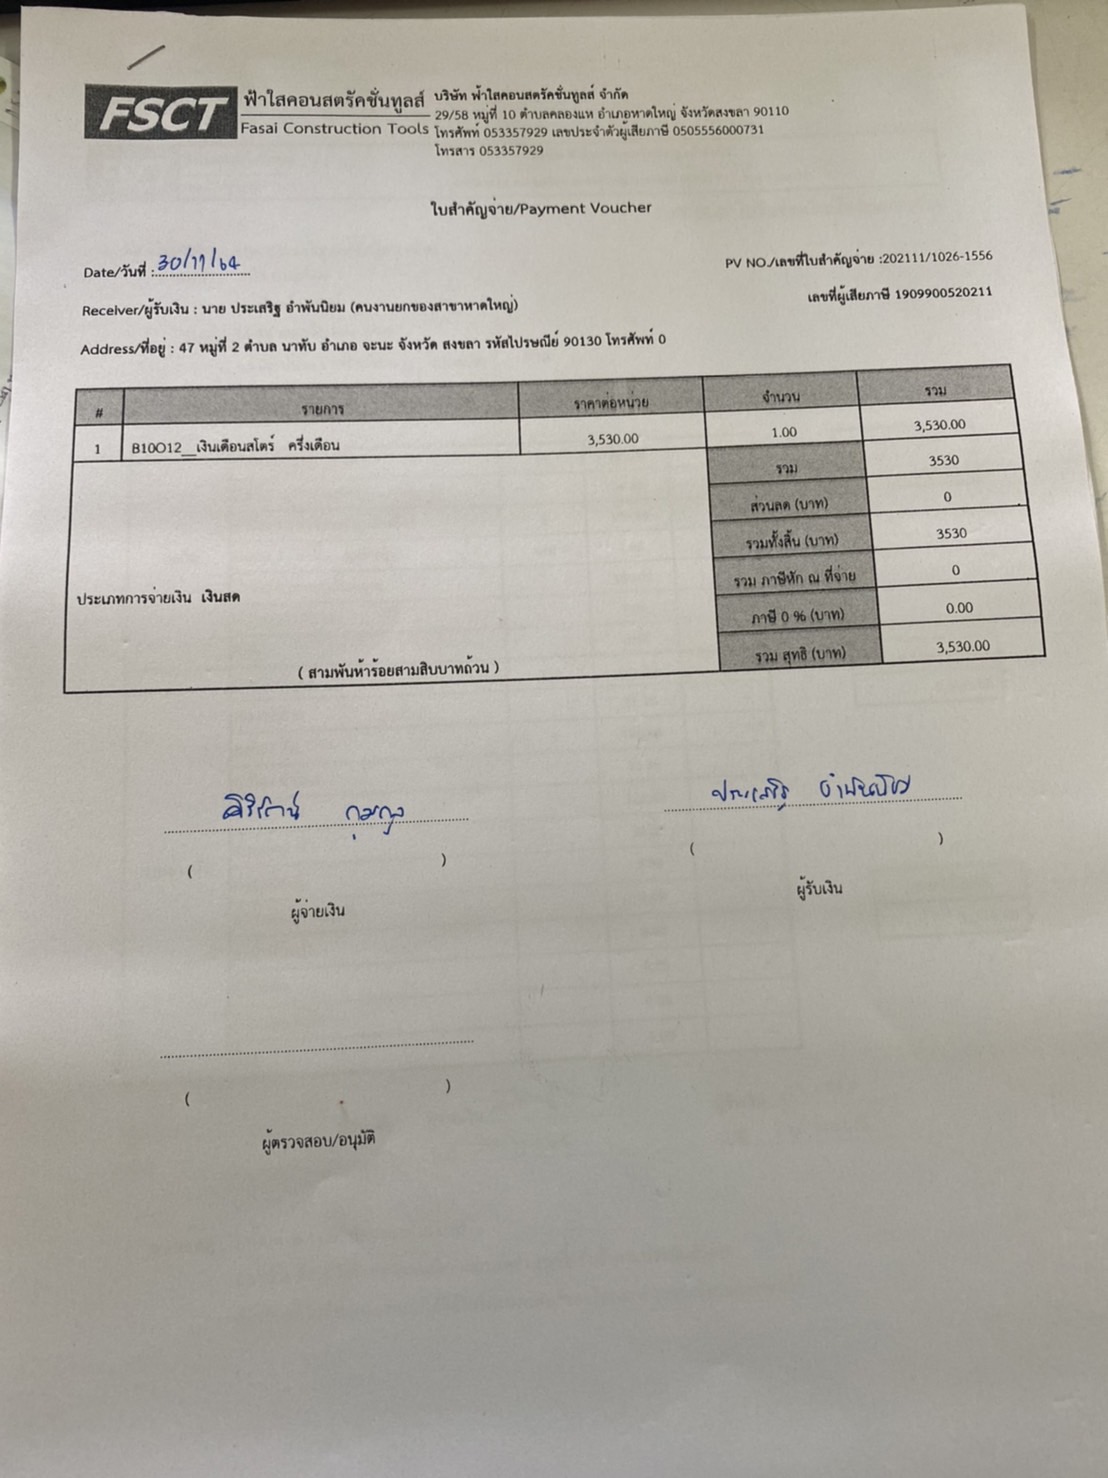 FSCT
ฟ้าใสคอนสตรัคชั่นทูลส์
Fasai Construction Tools
บริษัท ฟ้าใสคอนสตรัคชั่นทูลส์ จำกัด
29/58 หมู่ที่ 10 ตำบลคลองแห อำเภอหาดใหญ่ จังหวัดสงขลา 90110
โทรศัพท์ 053357929 เลขประจำตัวผู้เสียภาษี 0505556000731
โทรสาร 053357929
ใบสำคัญจ่าย/Payment Voucher
Date/วันที่ : 30/11/64
PV NO./เลขที่ใบสำคัญจ่าย :202111/1026-1556
Receiver/ผู้รับเงิน : นาย ประเสริฐ อำพันนิยม (คนงานยกของสาขาหาดใหญ่)
เลขที่ผู้เสียภาษี 1909900520211
Address/ที่อยู่ : 47 หมู่ที่ 2 ตำบล นาทับ อำเภอ จะนะ จังหวัด สงขลา รหัสไปรษณีย์ 90130 โทรศัพท์ 0
# รายการ ราคาต่อหน่วย จำนวน รวม
1 B10O12__เงินเดือนสโตร์ ครึ่งเดือน 3,530.00 1.00 3,530.00
รวม 3530
ส่วนลด (บาท) 0
รวมทั้งสิ้น (บาท) 3530
รวม ภาษีหัก ณ ที่จ่าย 0
ประเภทการจ่ายเงิน เงินสด
ภาษี 0 % (บาท) 0.00
รวม สุทธิ (บาท) 3,530.00
( สามพันห้าร้อยสามสิบบาทถ้วน )
ประเสริฐ อำพันนิยม
( )
( )
ผู้จ่ายเงิน
ผู้รับเงิน
( )
ผู้ตรวจสอบ/อนุมัติ